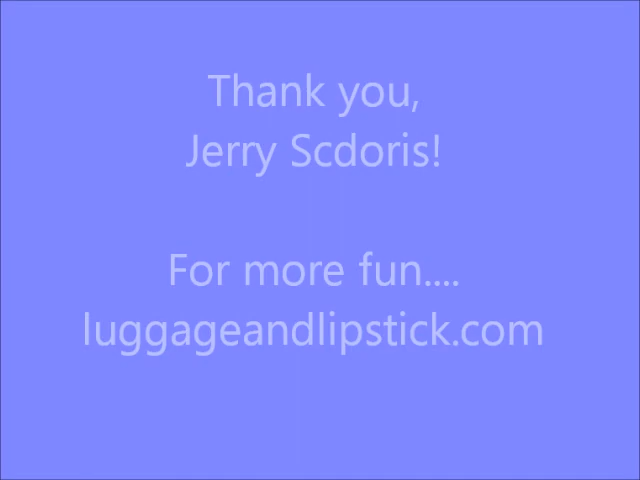 Thank you,
Jerry Scdoris!
For more fun....
luggageandlipstick.com